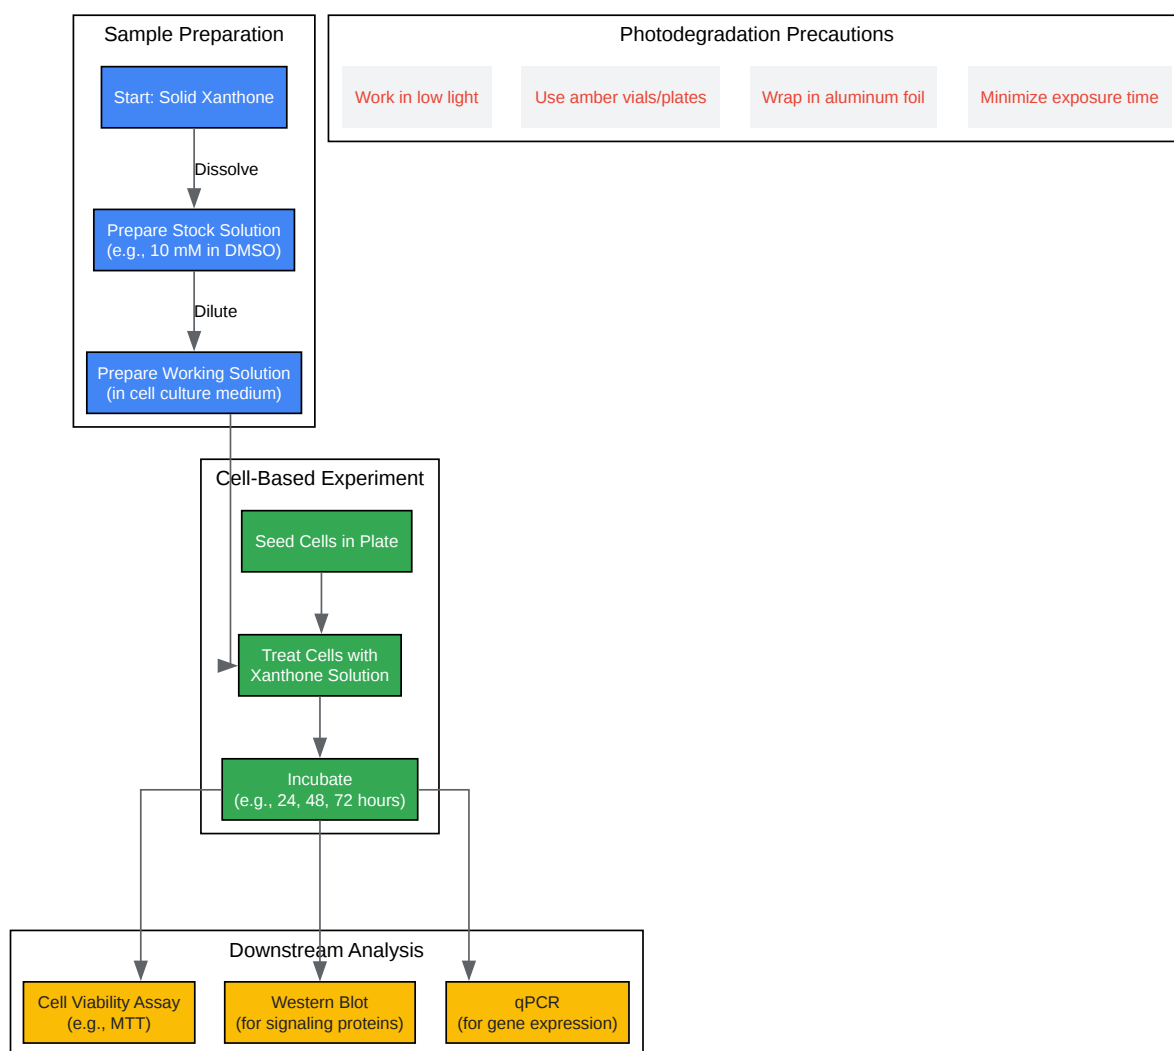 Sample Preparation
Start: Solid Xanthone
Dissolve
Prepare Stock Solution
(e.g., 10 mM in DMSO)
Dilute
Prepare Working Solution
(in cell culture medium)
Photodegradation Precautions
Work in low light
Use amber vials/plates
Wrap in aluminum foil
Minimize exposure time
Cell-Based Experiment
Seed Cells in Plate
Treat Cells with
Xanthone Solution
Incubate
(e.g., 24, 48, 72 hours)
Downstream Analysis
Cell Viability Assay
(e.g., MTT)
Western Blot
(for signaling proteins)
qPCR
(for gene expression)